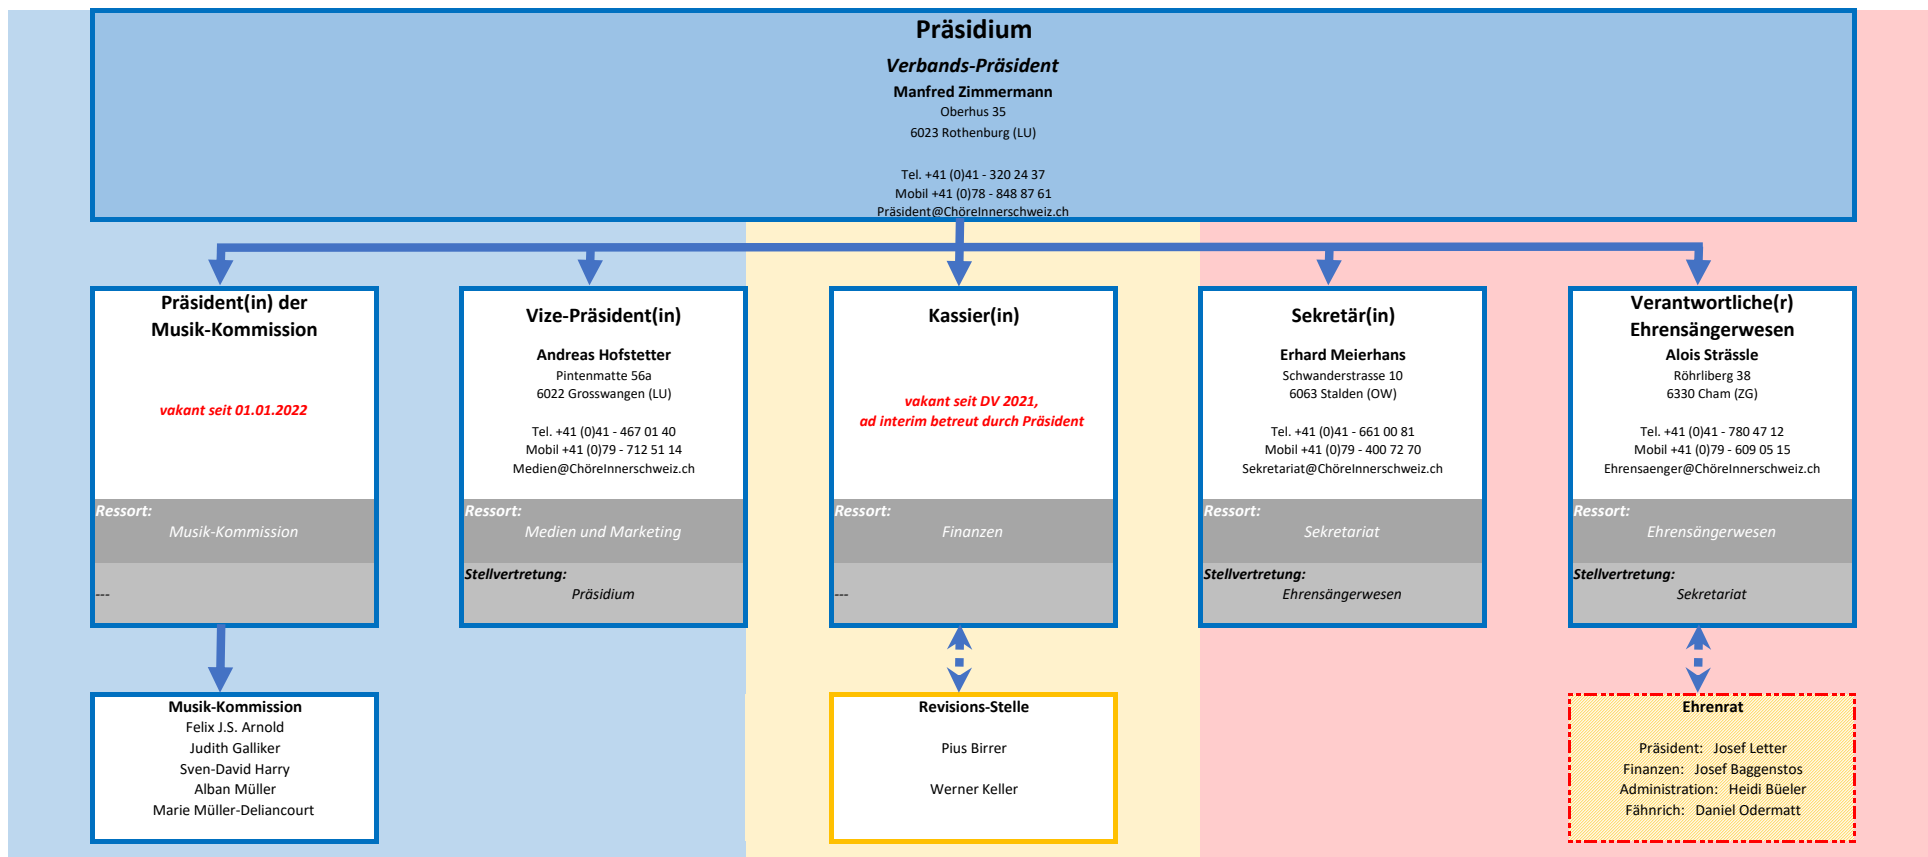 Präsidium
Verbands-Präsident
Manfred Zimmermann
Oberhus 35
6023 Rothenburg (LU)
Tel. +41 (0)41 - 320 24 37
Mobil +41 (0)78 - 848 87 61
Präsident@ChöreInnerschweiz.ch
Präsident(in) der
Musik-Kommission
vakant seit 01.01.2022
Ressort:
Musik-Kommission
---
Vize-Präsident(in)
Andreas Hofstetter
Pintenmatte 56a
6022 Grosswangen (LU)
Tel. +41 (0)41 - 467 01 40
Mobil +41 (0)79 - 712 51 14
Medien@ChöreInnerschweiz.ch
Ressort:
Medien und Marketing
Stellvertretung:
Präsidium
Kassier(in)
vakant seit DV 2021,
ad interim betreut durch Präsident
Ressort:
Finanzen
---
Sekretär(in)
Erhard Meierhans
Schwanderstrasse 10
6063 Stalden (OW)
Tel. +41 (0)41 - 661 00 81
Mobil +41 (0)79 - 400 72 70
Sekretariat@ChöreInnerschweiz.ch
Ressort:
Sekretariat
Stellvertretung:
Ehrensängerwesen
Verantwortliche(r)
Ehrensängerwesen
Alois Strässle
Röhrliberg 38
6330 Cham (ZG)
Tel. +41 (0)41 - 780 47 12
Mobil +41 (0)79 - 609 05 15
Ehrensaenger@ChöreInnerschweiz.ch
Ressort:
Ehrensängerwesen
Stellvertretung:
Sekretariat
Musik-Kommission
Felix J.S. Arnold
Judith Galliker
Sven-David Harry
Alban Müller
Marie Müller-Deliancourt
Revisions-Stelle
Pius Birrer
Werner Keller
Ehrenrat
Präsident: Josef Letter
Finanzen: Josef Baggenstos
Administration: Heidi Büeler
Fähnrich: Daniel Odermatt